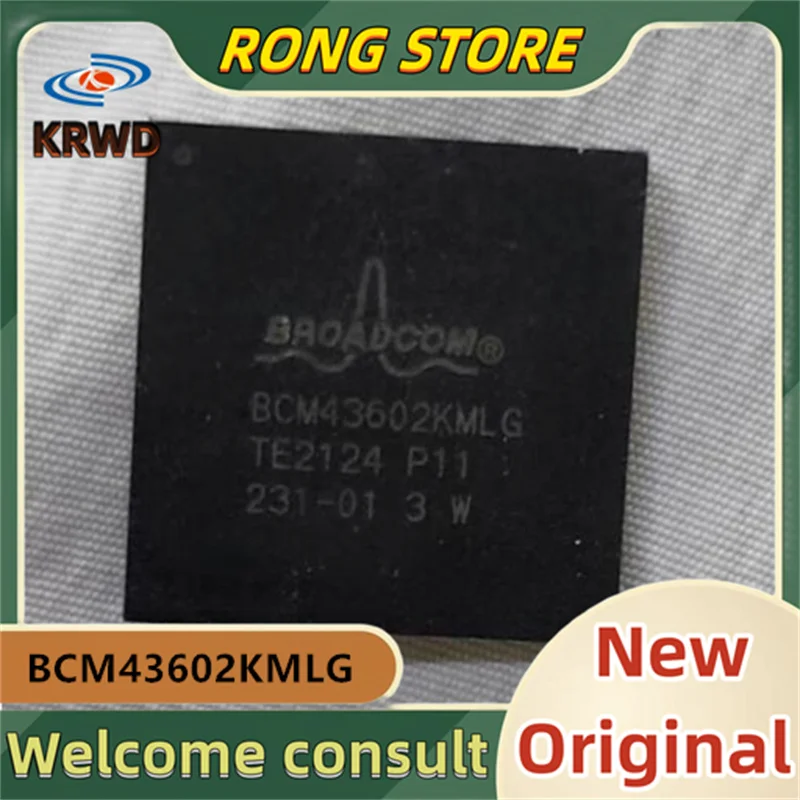 RONG STORE
KRWD
BROADCOM®
BCM43602KMLG
TE2124 P11
231-01 3 W
BCM43602KMLG
New
Original
Welcome consult